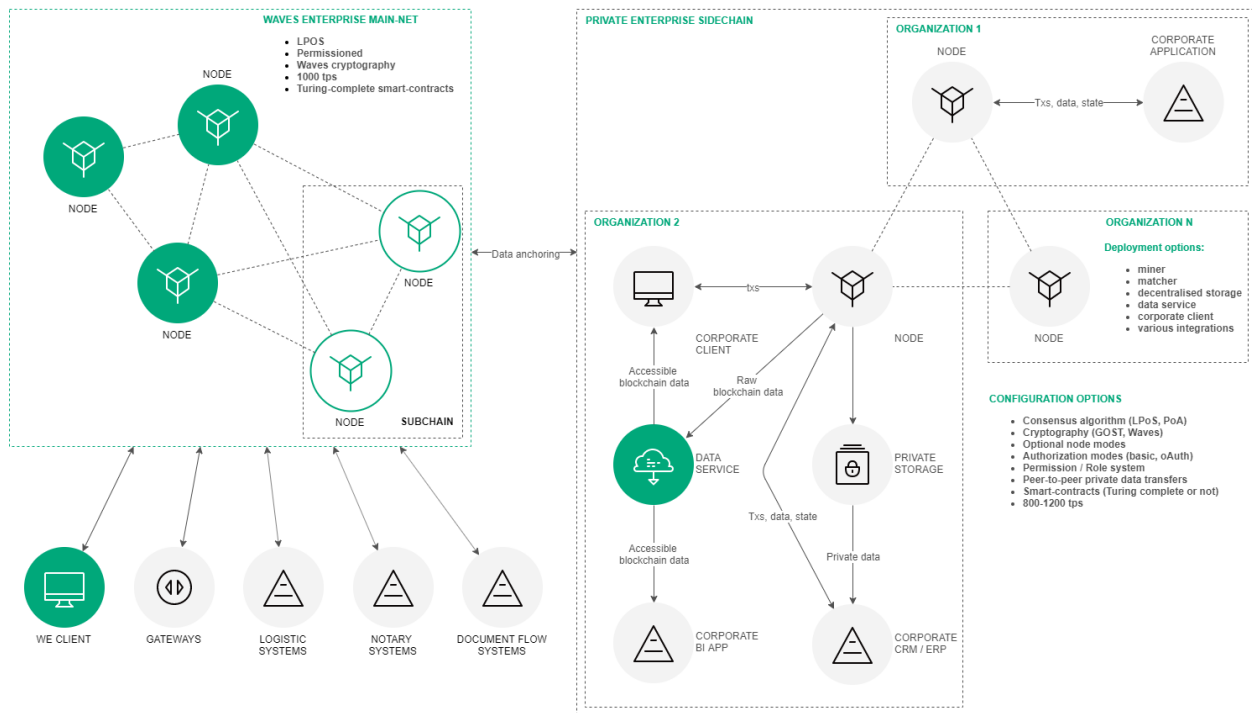 WAVES ENTERPRISE MAIN-NET
LPOS
Permissioned
Waves cryptography
1000 tps
Turing-complete smart-contracts
NODE
NODE
NODE
NODE
NODE
SUBCHAIN
Data anchoring
WE CLIENT
GATEWAYS
LOGISTIC
SYSTEMS
NOTARY
SYSTEMS
DOCUMENT FLOW
SYSTEMS
PRIVATE ENTERPRISE SIDECHAIN
ORGANIZATION 1
NODE
CORPORATE
APPLICATION
Txs, data, state
ORGANIZATION 2
txs
CORPORATE
CLIENT
NODE
Accessible
blockchain data
Raw
blockchain data
DATA
SERVICE
PRIVATE
STORAGE
Txs, data, state
Accessible
blockchain data
Private data
CORPORATE
BI APP
CORPORATE
CRM / ERP
ORGANIZATION N
Deployment options:
miner
matcher
decentralised storage
data service
corporate client
various integrations
NODE
CONFIGURATION OPTIONS
Consensus algorithm (LPoS, PoA)
Cryptography (GOST, Waves)
Optional node modes
Authorization modes (basic, oAuth)
Permission / Role system
Peer-to-peer private data transfers
Smart-contracts (Turing complete or not)
800-1200 tps